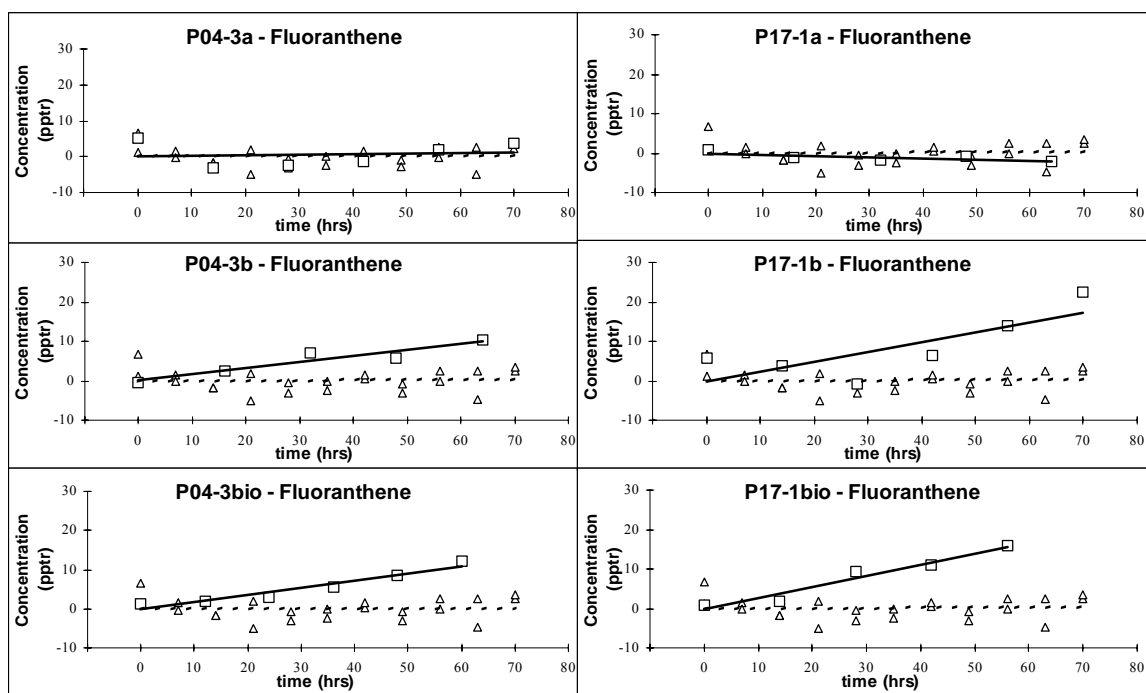 P04-3a - Fluoranthene
Concentration
(pptr)
30
20
10
0
-10
0 10 20 30 40 50 60 70 80
time (hrs)
P17-1a - Fluoranthene
Concentration
(pptr)
30
20
10
0
-10
0 10 20 30 40 50 60 70 80
time (hrs)
P04-3b - Fluoranthene
Concentration
(pptr)
30
20
10
0
-10
0 10 20 30 40 50 60 70 80
time (hrs)
P17-1b - Fluoranthene
Concentration
(pptr)
30
20
10
0
-10
0 10 20 30 40 50 60 70 80
time (hrs)
P04-3bio - Fluoranthene
Concentration
(pptr)
30
20
10
0
-10
0 10 20 30 40 50 60 70 80
time (hrs)
P17-1bio - Fluoranthene
Concentration
(pptr)
30
20
10
0
-10
0 10 20 30 40 50 60 70 80
time (hrs)